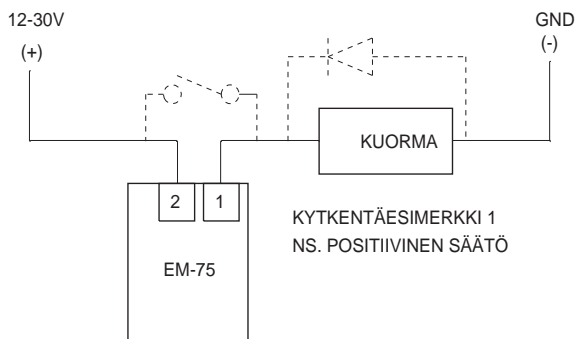 12-30V
(+)
GND
(-)
KUORMA
2
1
KYTKENTÄESIMERKKI 1
NS. POSITIIVINEN SÄÄTÖ
EM-75